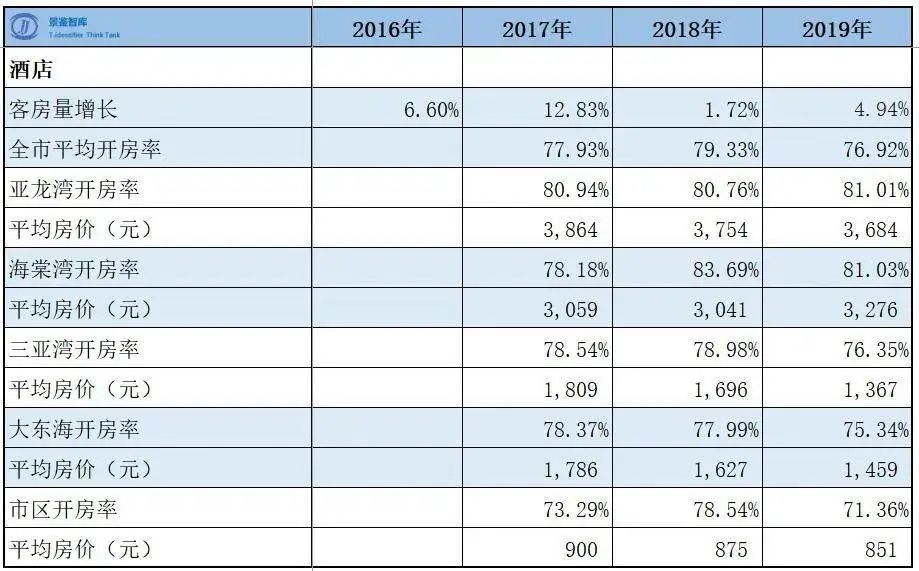 景鉴智库
T-identifier Think Tank
2016年 2017年 2018年 2019年
酒店
客房量增长 6.60% 12.83% 1.72% 4.94%
全市平均开房率 77.93% 79.33% 76.92%
亚龙湾开房率 80.94% 80.76% 81.01%
平均房价（元） 3,864 3,754 3,684
海棠湾开房率 78.18% 83.69% 81.03%
平均房价（元） 3,059 3,041 3,276
三亚湾开房率 78.54% 78.98% 76.35%
平均房价（元） 1,809 1,696 1,367
大东海开房率 78.37% 77.99% 75.34%
平均房价（元） 1,786 1,627 1,459
市区开房率 73.29% 78.54% 71.36%
平均房价（元） 900 875 851